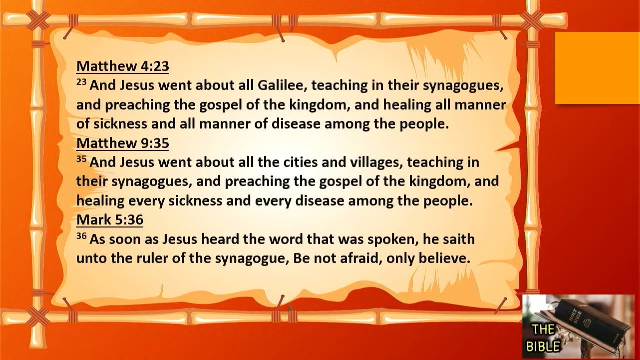 Matthew 4:23
23 And Jesus went about all Galilee, teaching in their synagogues,
and preaching the gospel of the kingdom, and healing all manner
of sickness and all manner of disease among the people.
Matthew 9:35
35 And Jesus went about all the cities and villages, teaching in
their synagogues, and preaching the gospel of the kingdom, and
healing every sickness and every disease among the people.
Mark 5:36
36 As soon as Jesus heard the word that was spoken, he saith
unto the ruler of the synagogue, Be not afraid, only believe.
THE
BIBLE